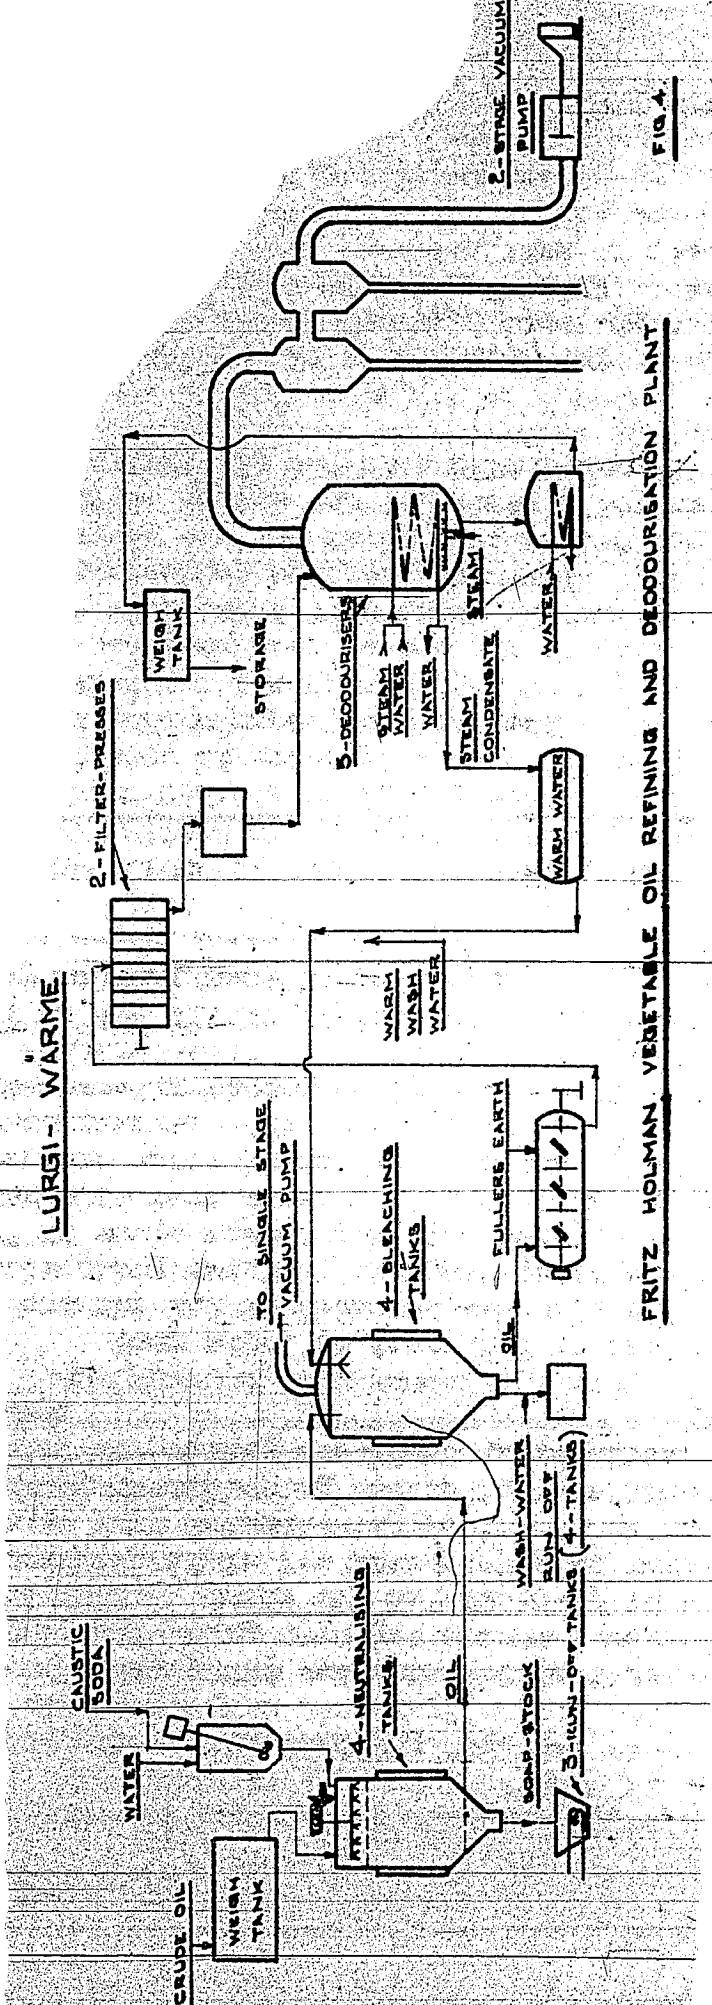 LURGI - WÄRME
CRUDE OIL
WEIGH
TANK
WATER
CAUSTIC
SODA
4-NEUTRALISING
TANKS
OIL
SOAP-STOCK
3-RUN-OFF TANKS
TO SINGLE STAGE
VACUUM PUMP
4-BLEACHING
TANKS
WASH-WATER
RUN OFF
(4-TANKS)
OIL
FULLERS EARTH
WARM
WASH
WATER
2-FILTER-PRESSES
WARM WATER
WEIGH
TANK
STORAGE
5-DEODOURISERS
STEAM
WATER
WATER
STEAM
CONDENSATE
STEAM
WATER
2-STAGE VACUUM
PUMP
FRITZ HOLMAN VEGETABLE OIL REFINING AND DEODOURISATION PLANT
FIG.4.